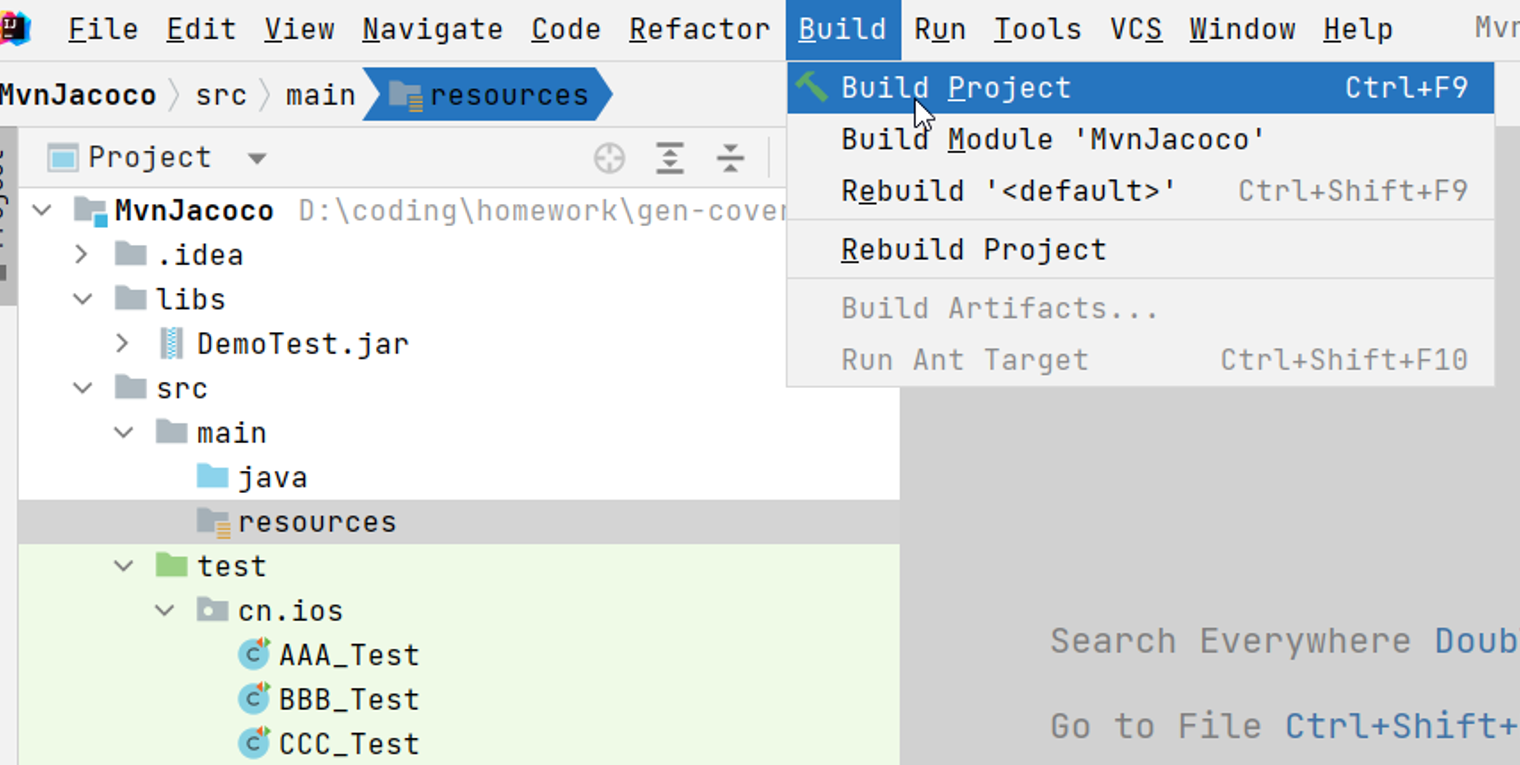 File Edit View Navigate Code Refactor Build Run Tools VCS Window Help
MvnJacoco src main resources
Build Project Ctrl+F9
Build Module 'MvnJacoco'
Rebuild '<default>' Ctrl+Shift+F9
Rebuild Project
Build Artifacts...
Run Ant Target Ctrl+Shift+F10
Project
MvnJacoco D:\coding\homework\gen-cover
.idea
libs
DemoTest.jar
src
main
java
resources
test
cn.ios
AAA_Test
BBB_Test
CCC_Test
Search Everywhere Doub
Go to File Ctrl+Shift+